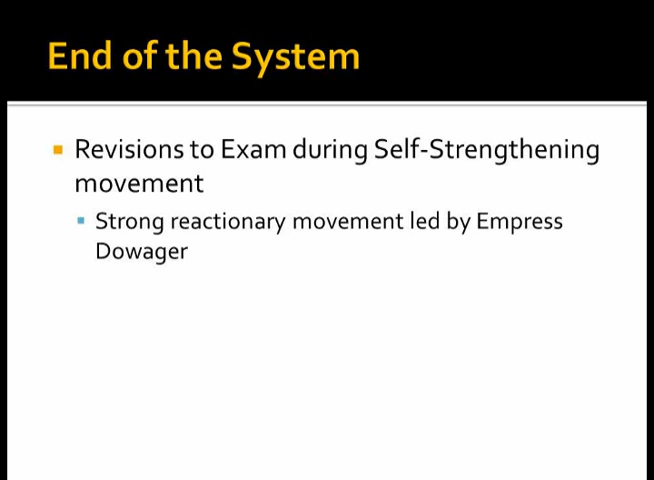 End of the System
Revisions to Exam during Self-Strengthening
movement
Strong reactionary movement led by Empress
Dowager